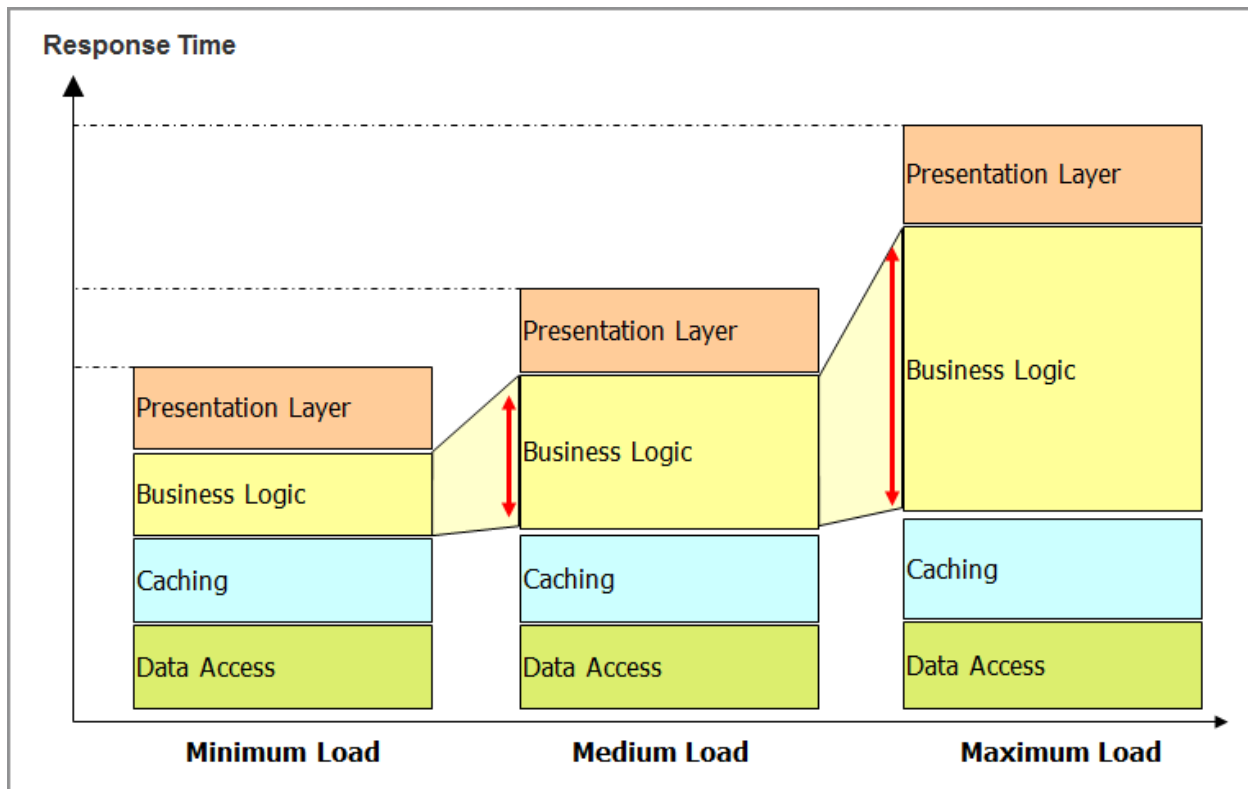 Response Time
Presentation Layer
Business Logic
Caching
Data Access
Presentation Layer
Business Logic
Caching
Data Access
Presentation Layer
Business Logic
Caching
Data Access
Minimum Load
Medium Load
Maximum Load